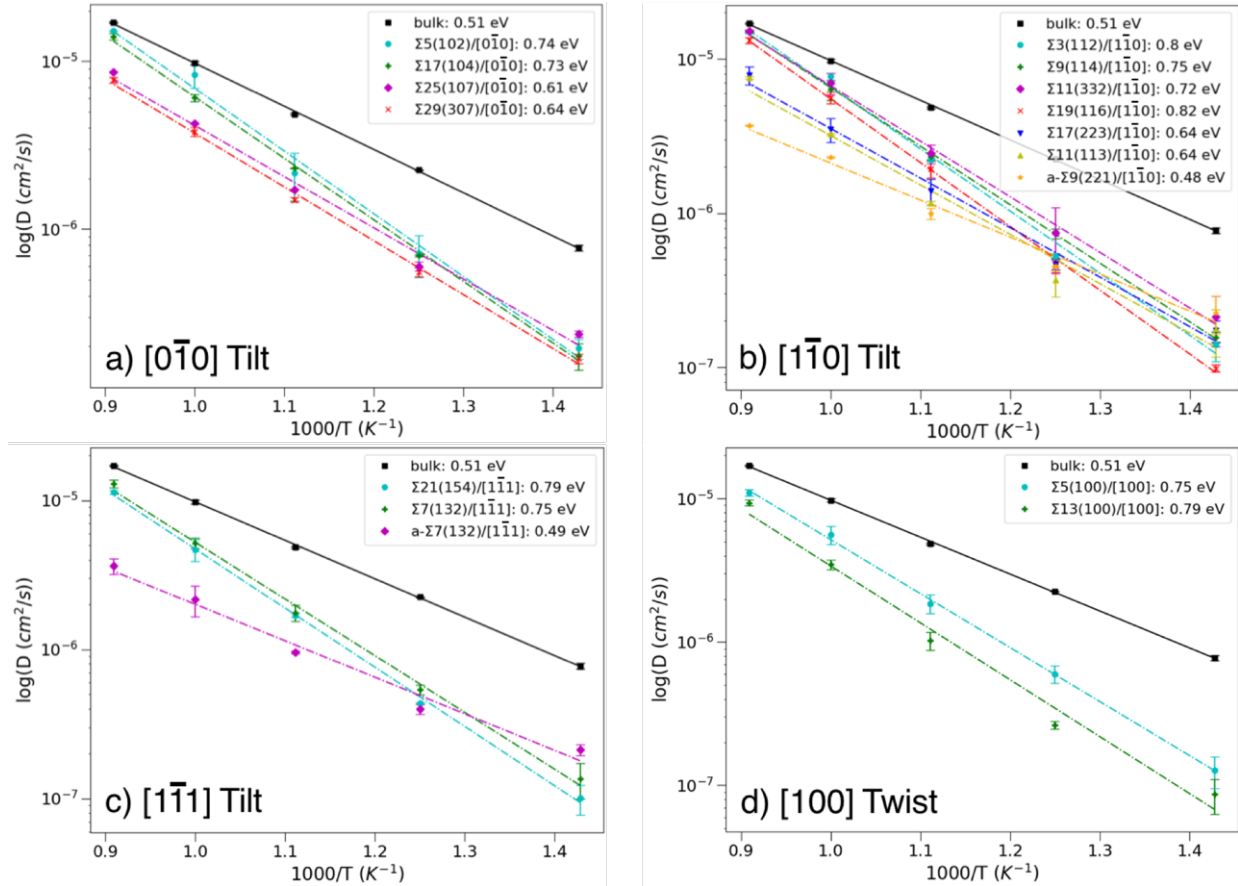 bulk: 0.51 eV
Σ5(102)/[01̅0]: 0.74 eV
Σ17(104)/[01̅0]: 0.73 eV
Σ25(107)/[01̅0]: 0.61 eV
Σ29(307)/[01̅0]: 0.64 eV
10⁻⁵
10⁻⁶
log(D (cm²/s))
a) [01̅0] Tilt
0.9 1.0 1.1 1.2 1.3 1.4
1000/T (K⁻¹)
bulk: 0.51 eV
Σ3(112)/[11̅0]: 0.8 eV
Σ9(114)/[11̅0]: 0.75 eV
Σ11(332)/[11̅0]: 0.72 eV
Σ19(116)/[11̅0]: 0.82 eV
Σ17(223)/[11̅0]: 0.64 eV
Σ11(113)/[11̅0]: 0.64 eV
a-Σ9(221)/[11̅0]: 0.48 eV
10⁻⁵
10⁻⁶
10⁻⁷
log(D (cm²/s))
b) [11̅0] Tilt
0.9 1.0 1.1 1.2 1.3 1.4
1000/T (K⁻¹)
bulk: 0.51 eV
Σ21(154)/[11̅1]: 0.79 eV
Σ7(132)/[11̅1]: 0.75 eV
a-Σ7(132)/[11̅1]: 0.49 eV
10⁻⁵
10⁻⁶
10⁻⁷
log(D (cm²/s))
c) [11̅1] Tilt
0.9 1.0 1.1 1.2 1.3 1.4
1000/T (K⁻¹)
bulk: 0.51 eV
Σ5(100)/[100]: 0.75 eV
Σ13(100)/[100]: 0.79 eV
10⁻⁵
10⁻⁶
10⁻⁷
log(D (cm²/s))
d) [100] Twist
0.9 1.0 1.1 1.2 1.3 1.4
1000/T (K⁻¹)